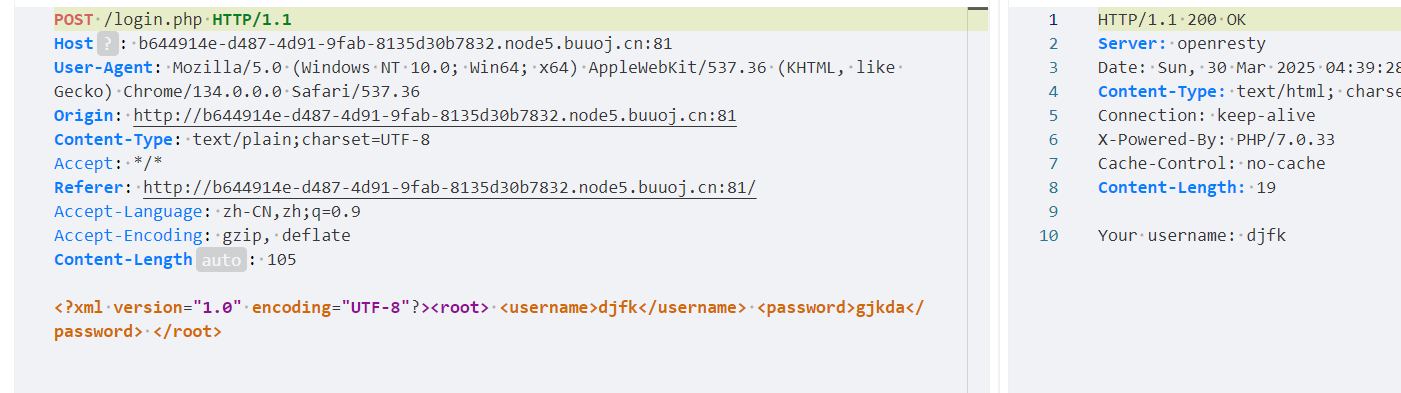 POST /login.php HTTP/1.1
Host ? : b644914e-d487-4d91-9fab-8135d30b7832.node5.buuoj.cn:81
User-Agent: Mozilla/5.0 (Windows NT 10.0; Win64; x64) AppleWebKit/537.36 (KHTML, like
Gecko) Chrome/134.0.0.0 Safari/537.36
Origin: http://b644914e-d487-4d91-9fab-8135d30b7832.node5.buuoj.cn:81
Content-Type: text/plain;charset=UTF-8
Accept: */*
Referer: http://b644914e-d487-4d91-9fab-8135d30b7832.node5.buuoj.cn:81/
Accept-Language: zh-CN,zh;q=0.9
Accept-Encoding: gzip, deflate
Content-Length auto : 105
<?xml version="1.0" encoding="UTF-8"?><root> <username>djfk</username> <password>gjkda</
password> </root>
1 HTTP/1.1 200 OK
2 Server: openresty
3 Date: Sun, 30 Mar 2025 04:39:28
4 Content-Type: text/html; charse
5 Connection: keep-alive
6 X-Powered-By: PHP/7.0.33
7 Cache-Control: no-cache
8 Content-Length: 19
9
10 Your username: djfk